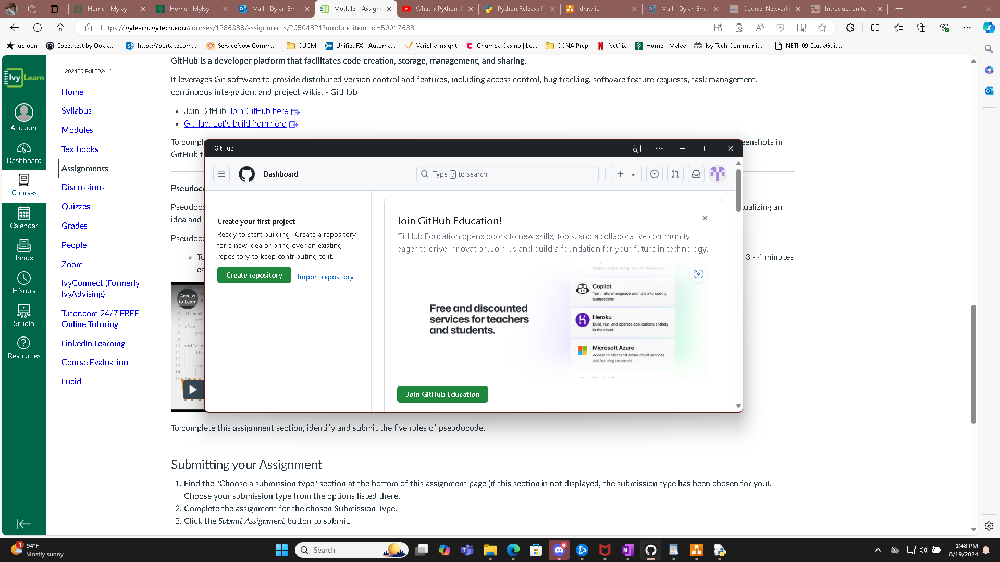 Home - MyIvy
Home - MyIvy
Mail - Dylan Ems
Module 1 Assignm
What is Python ID
Python Release P
draw.io
Mail - Dylan Ems
Course: Networki
Introduction to N
https://ivylearn.ivytech.edu/courses/1286338/assignments/20504321?module_item_id=50017633
ubloon
Speedtest by Ookla...
https://portal.ecom...
ServiceNow Comm...
CUCM
UnifiedFX - Automa...
Variphy Insight
Chumba Casino | Lo...
CCNA Prep
Netflix
Home - MyIvy
Ivy Tech Communit...
NETI109-StudyGuid...
Ivy Learn
Account
Dashboard
Courses
Calendar
Inbox
History
Studio
Resources
202420 Fall 2024 1
Home
Syllabus
Modules
Textbooks
Assignments
Discussions
Quizzes
Grades
People
Zoom
IvyConnect (Formerly
IvyAdvising)
Tutor.com 24/7 FREE
Online Tutoring
LinkedIn Learning
Course Evaluation
Lucid
GitHub is a developer platform that facilitates code creation, storage, management, and sharing.
It leverages Git software to provide distributed version control and features, including access control, bug tracking, software feature requests, task management,
continuous integration, and project wikis. - GitHub
Join GitHub Join GitHub here
GitHub: Let's build from here
To compl
eenshots in
GitHub t
Pseudoc
Pseudoc
ualizing an
idea and
Pseudoc
Tu
3 - 4 minutes
ea
Access
to Learn
GitHub
Dashboard
Type / to search
Create your first project
Ready to start building? Create a repository
for a new idea or bring over an existing
repository to keep contributing to it.
Create repository
Import repository
Join GitHub Education!
GitHub Education opens doors to new skills, tools, and a collaborative community
eager to drive innovation. Join us and build a foundation for your future in technology.
Simple cloud hosting, built for developers
Free and discounted
services for teachers
and students.
Copilot
Turn natural language prompts into coding
suggestions
Heroku
Build, run, and operate applications entirely
in the cloud.
Microsoft Azure
Access to Microsoft Azure cloud services
and learning resources
Join GitHub Education
To complete this assignment section, identify and submit the five rules of pseudocode.
Submitting your Assignment
1. Find the "Choose a submission type" section at the bottom of this assignment page (if this section is not displayed, the submission type has been chosen for you).
Choose your submission type from the options listed there.
2. Complete the assignment for the chosen Submission Type.
3. Click the Submit Assignment button to submit.
1
94°F
Mostly sunny
Search
1:48 PM
8/19/2024